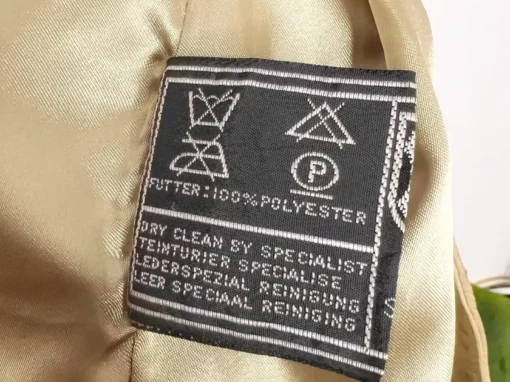 P
FUTTER:100%POLYESTER
DRY CLEAN BY SPECIALIST
TEINTURIER SPECIALISE
LEDERSPEZIAL REINIGUNG
LEER SPECIAAL REINIGING